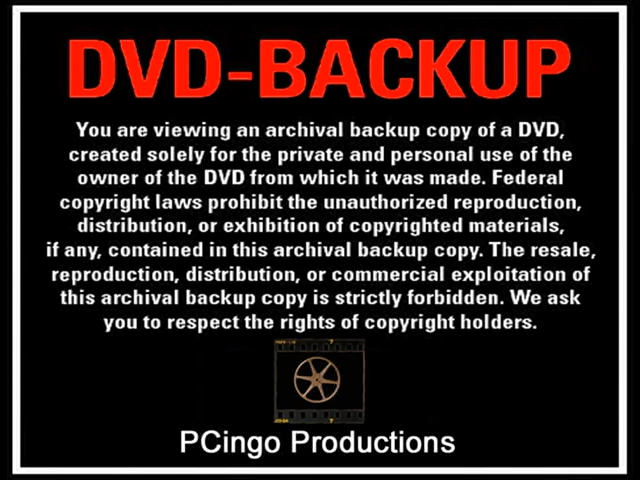 DVD-BACKUP
You are viewing an archival backup copy of a DVD,
created solely for the private and personal use of the
owner of the DVD from which it was made. Federal
copyright laws prohibit the unauthorized reproduction,
distribution, or exhibition of copyrighted materials,
if any, contained in this archival backup copy. The resale,
reproduction, distribution, or commercial exploitation of
this archival backup copy is strictly forbidden. We ask
you to respect the rights of copyright holders.
PCingo Productions